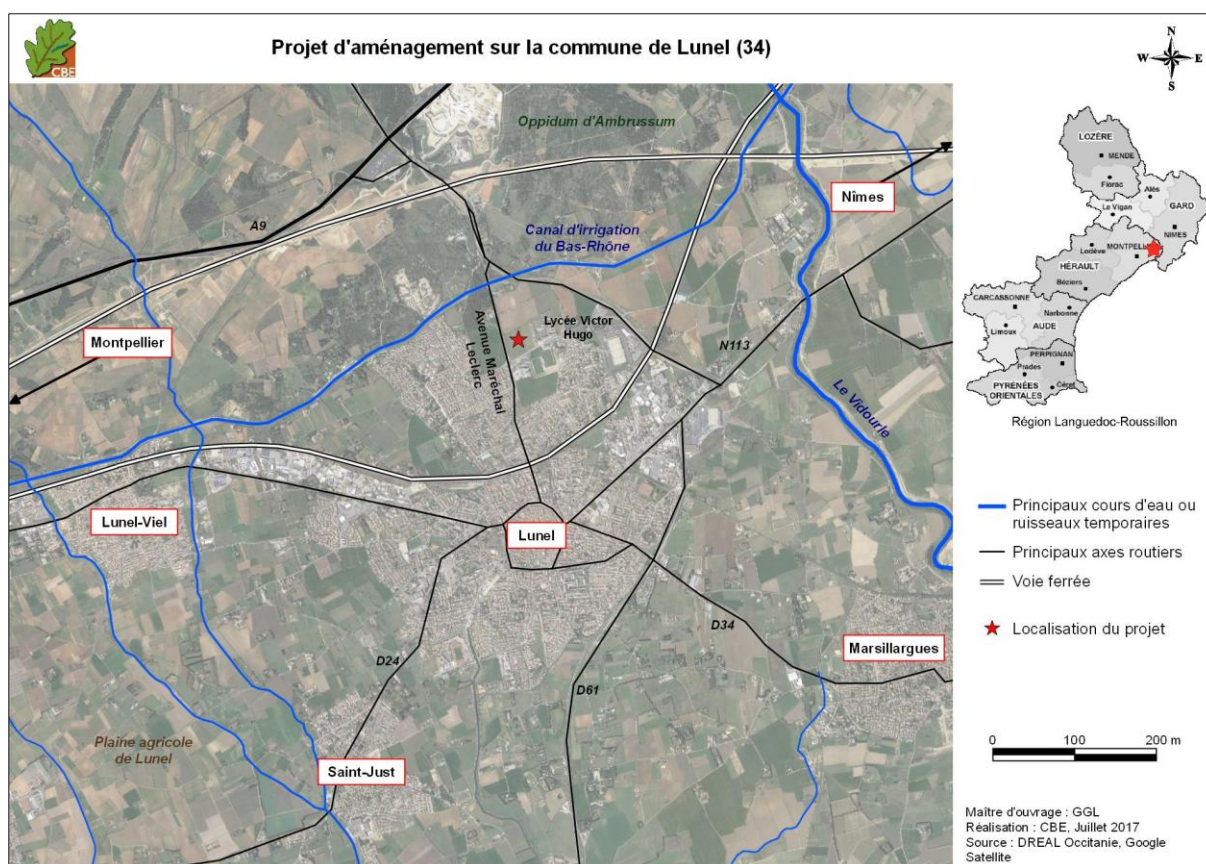 CBE
Projet d'aménagement sur la commune de Lunel (34)
N
W E
S
Oppidum d'Ambrussum
Nîmes
A9
Canal d'irrigation
du Bas-Rhône
Montpellier
Avenue Maréchal
Leclerc
Lycée Victor
Hugo
N113
Le Vidourle
Lunel-Viel
Lunel
D34
Marsillargues
D24
D61
Plaine agricole
de Lunel
Saint-Just
LOZÈRE
MENDE
Florac
Alès
Le Vigan
GARD
NIMES
Lodève
MONTPELL
HÉRAULT
Béziers
CARCASSONNE
Narbonne
Limoux
AUDE
PERPIGNAN
Prades
Céret
PYRÉNÉES
ORIENTALES
Région Languedoc-Roussillon
Principaux cours d'eau ou
ruisseaux temporaires
Principaux axes routiers
Voie ferrée
Localisation du projet
0 100 200 m
Maître d'ouvrage : GGL
Réalisation : CBE, Juillet 2017
Source : DREAL Occitanie, Google
Satellite